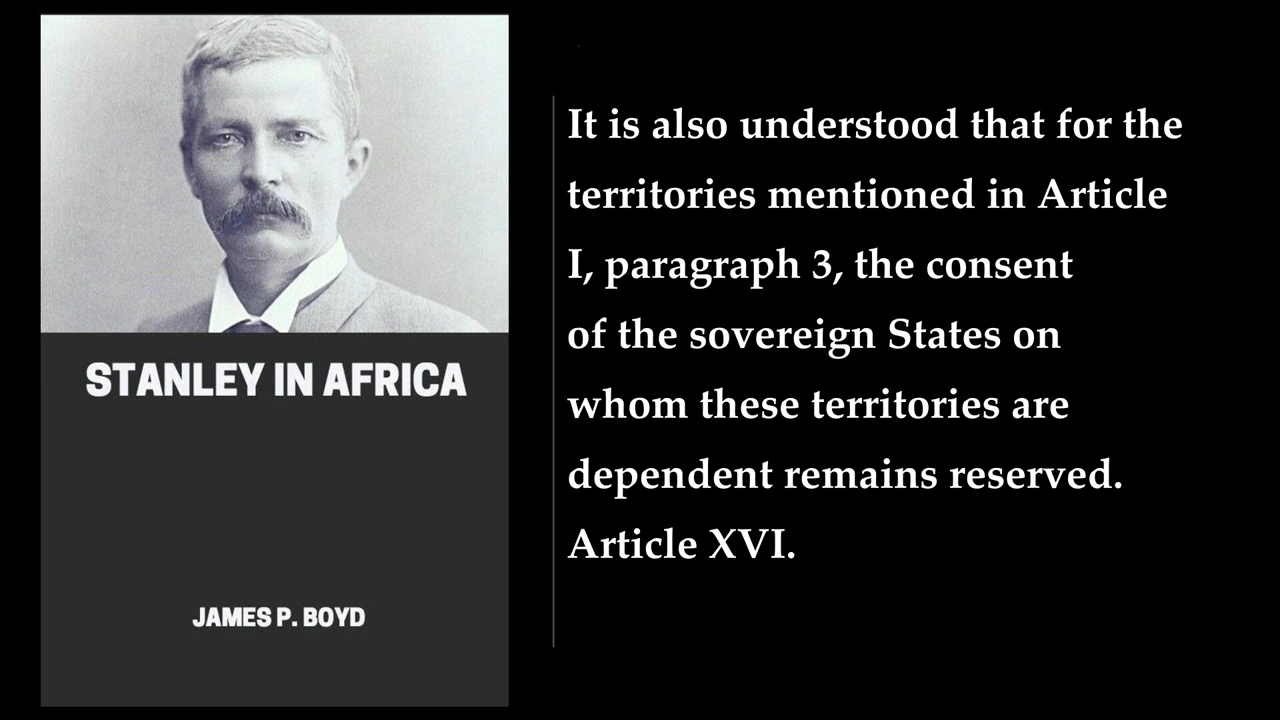 STANLEY IN AFRICA
JAMES P. BOYD
It is also understood that for the
territories mentioned in Article
I, paragraph 3, the consent
of the sovereign States on
whom these territories are
dependent remains reserved.
Article XVI.